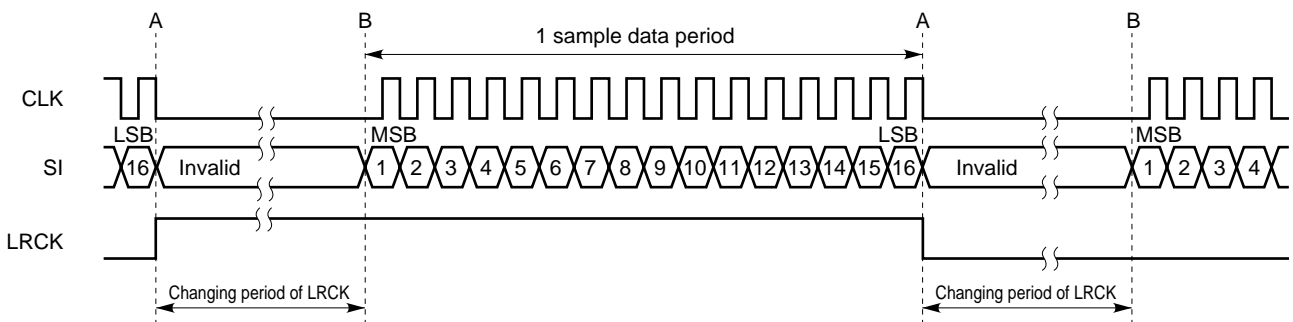 A B A B
1 sample data period
CLK
LSB MSB LSB MSB
SI 16 Invalid 1 2 3 4 5 6 7 8 9 10 11 12 13 14 15 16 Invalid 1 2 3 4
LRCK
Changing period of LRCK Changing period of LRCK